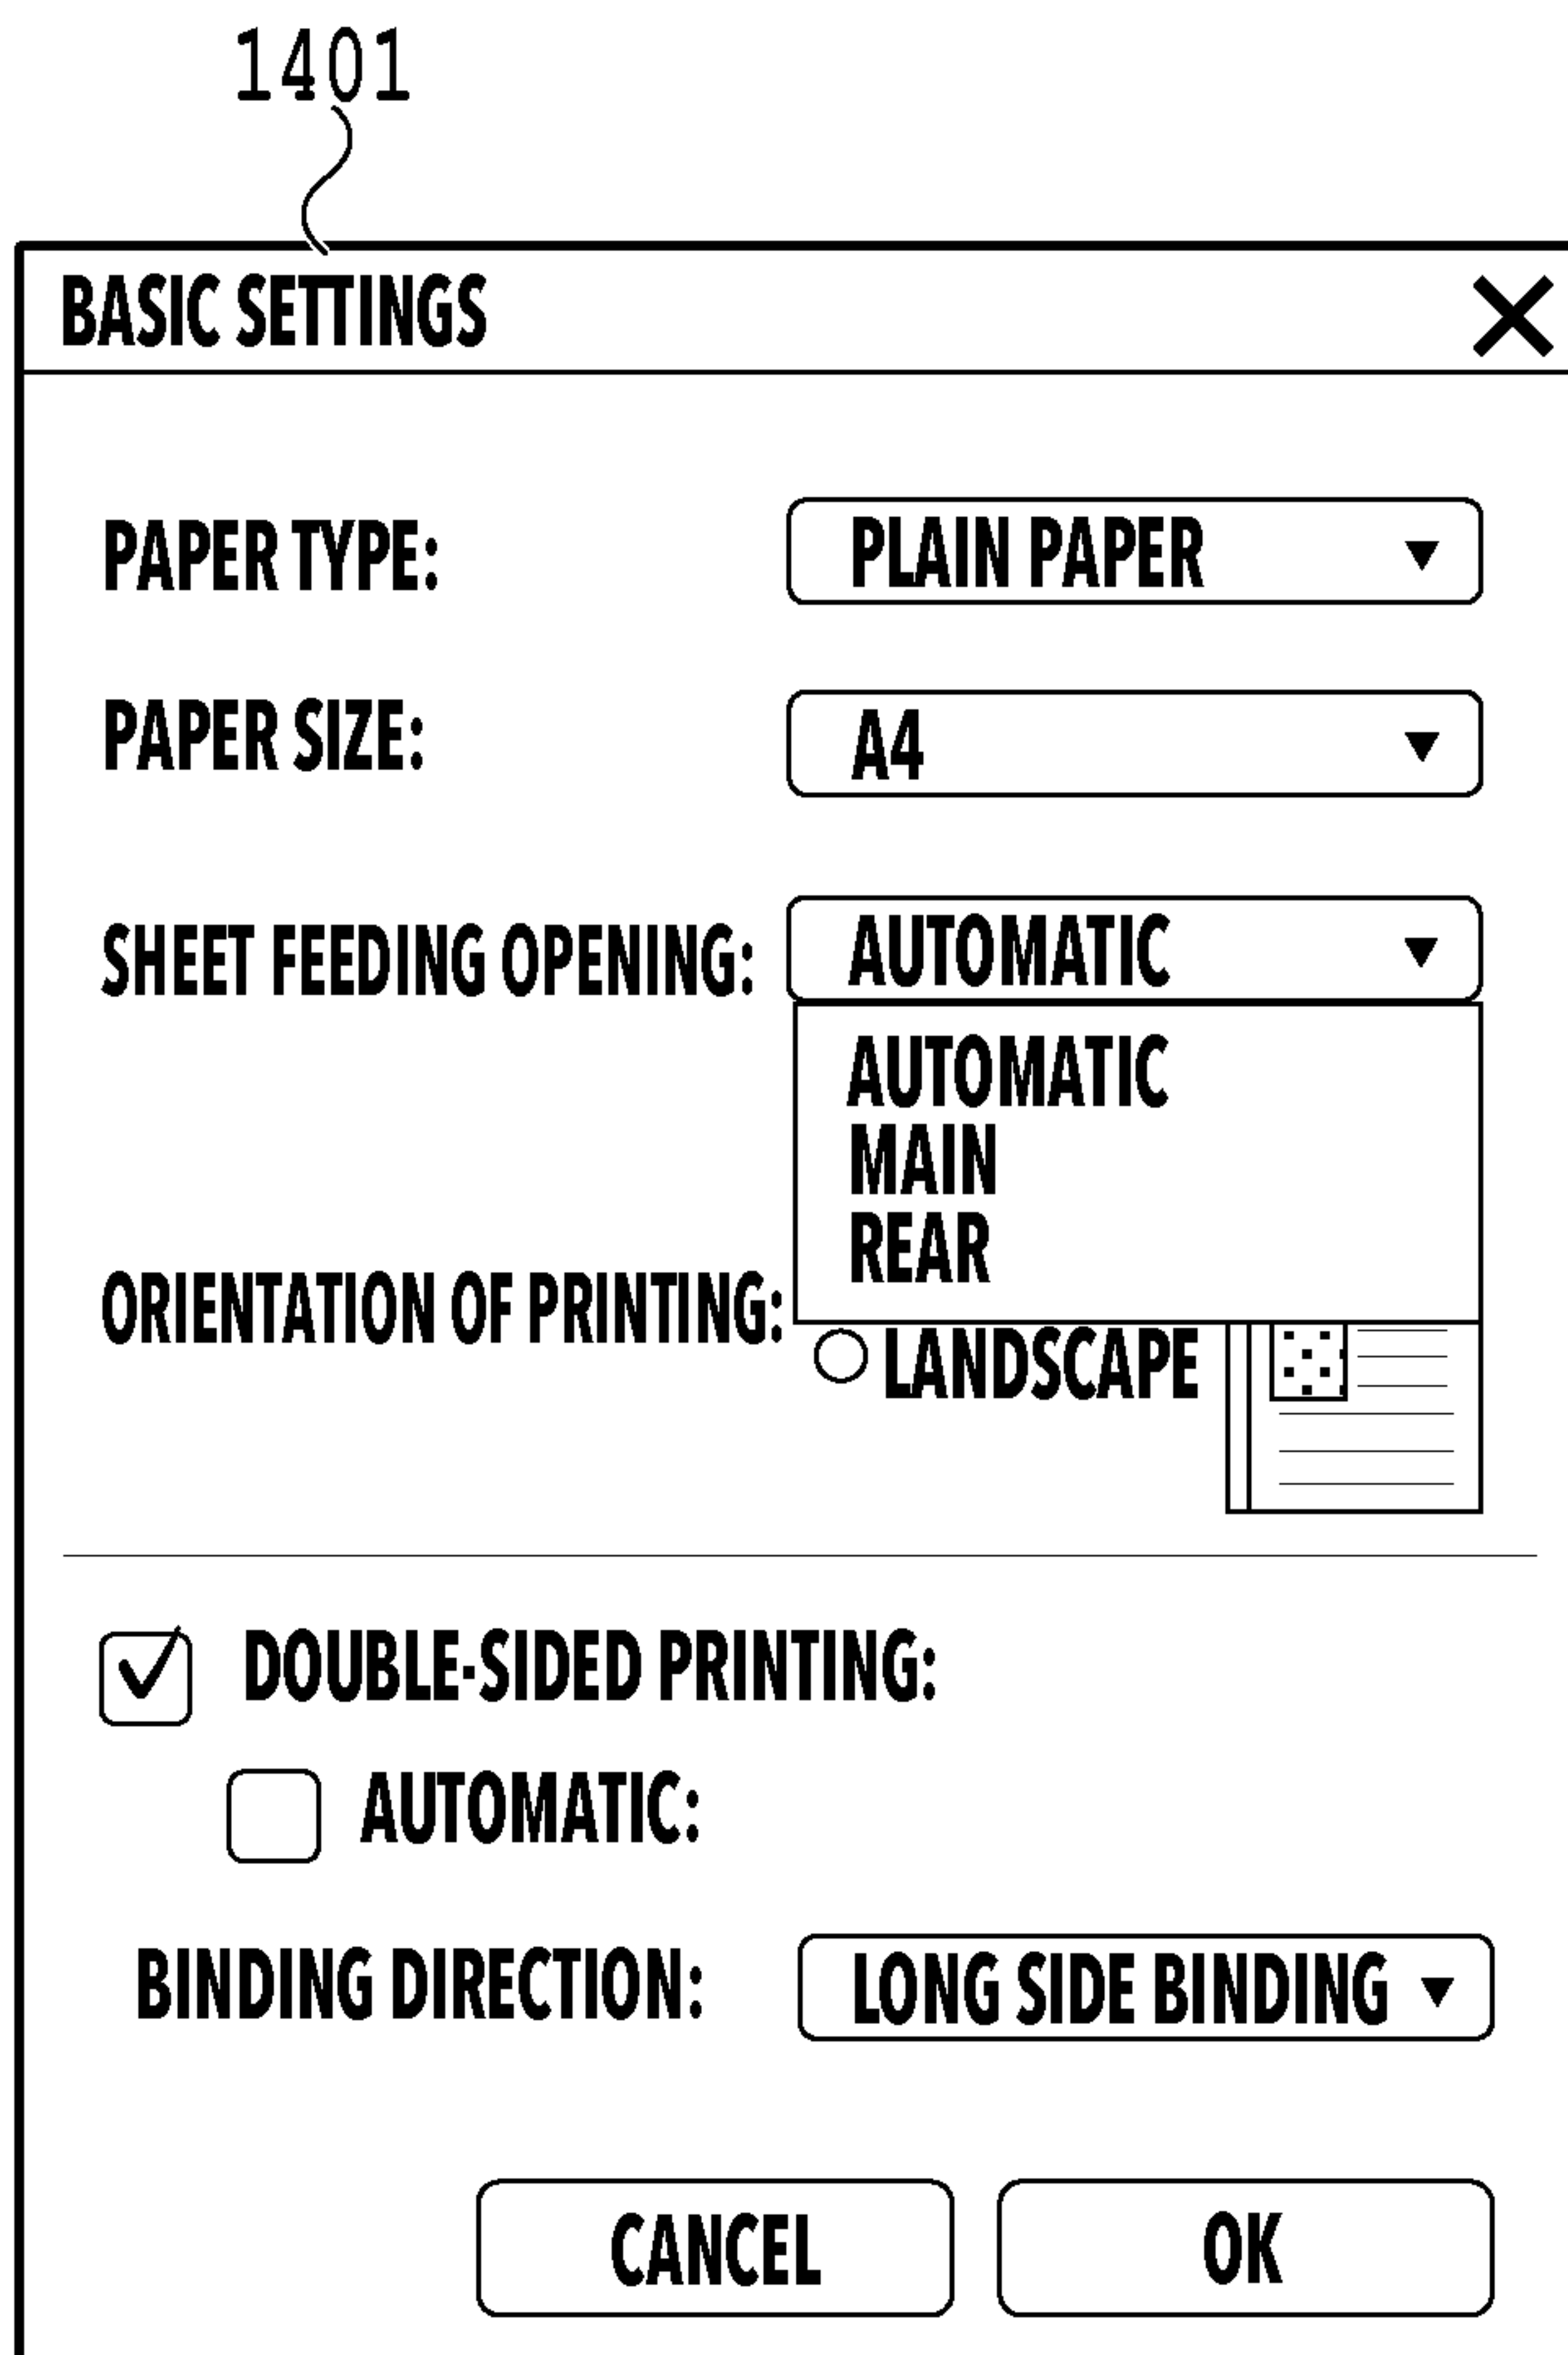 1401
BASIC SETTINGS
PAPER TYPE: PLAIN PAPER
PAPER SIZE: A4
SHEET FEEDING OPENING: AUTOMATIC
AUTOMATIC
MAIN
REAR
ORIENTATION OF PRINTING:
LANDSCAPE
DOUBLE-SIDED PRINTING:
AUTOMATIC:
BINDING DIRECTION: LONG SIDE BINDING
CANCEL OK